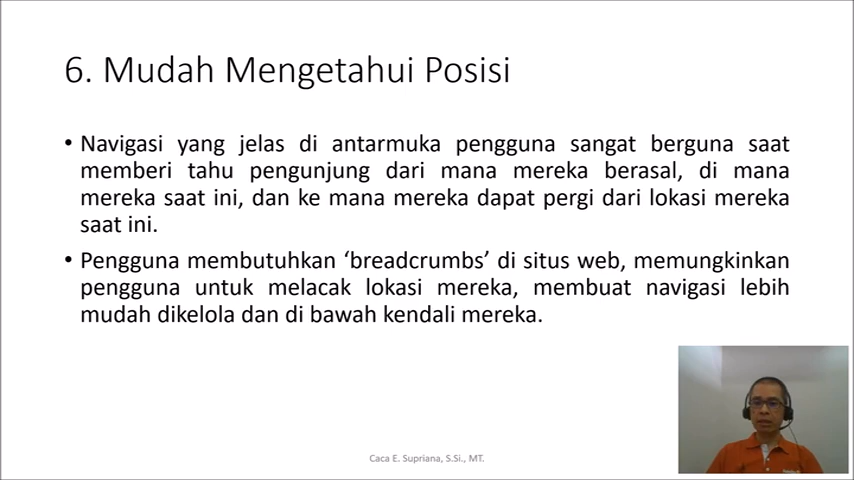 6. Mudah Mengetahui Posisi
• Navigasi yang jelas di antarmuka pengguna sangat berguna saat
memberi tahu pengunjung dari mana mereka berasal, di mana
mereka saat ini, dan ke mana mereka dapat pergi dari lokasi mereka
saat ini.
• Pengguna membutuhkan ‘breadcrumbs’ di situs web, memungkinkan
pengguna untuk melacak lokasi mereka, membuat navigasi lebih
mudah dikelola dan di bawah kendali mereka.
Caca E. Supriana, S.Si., MT.